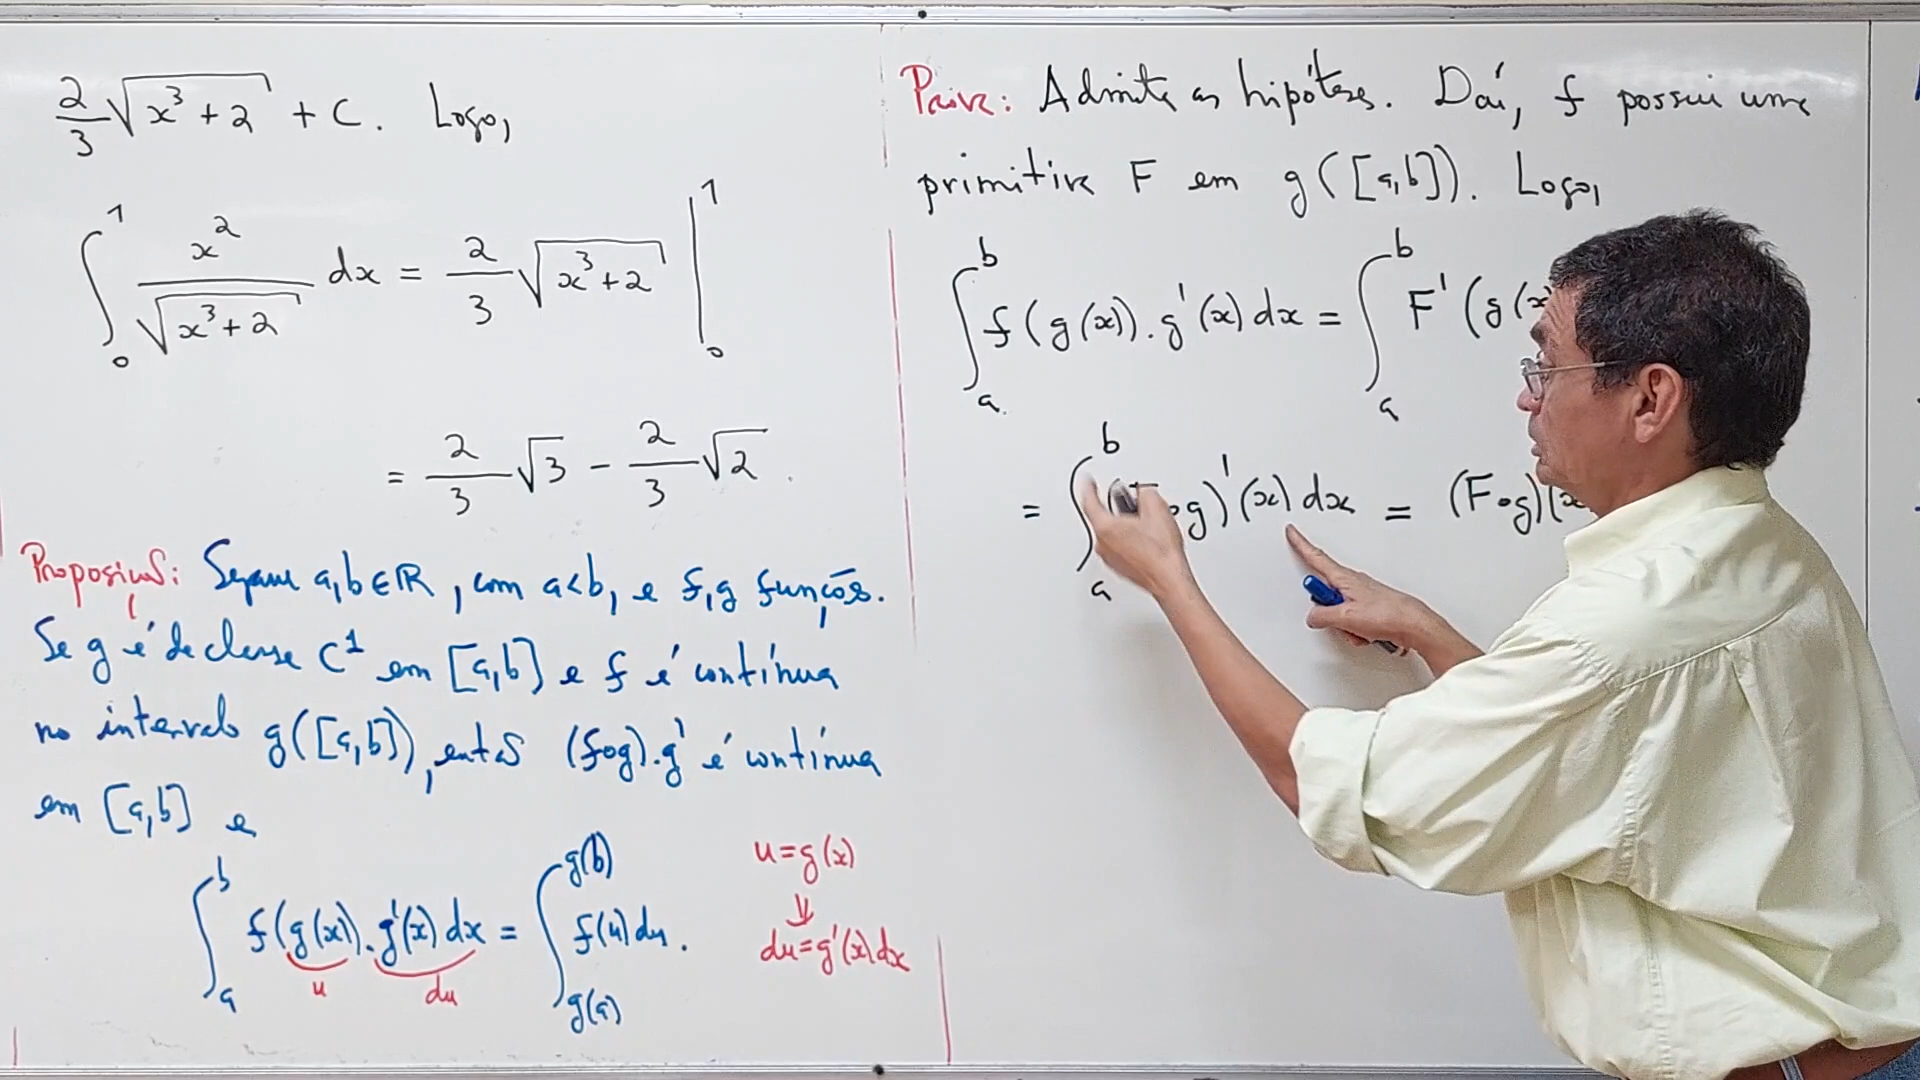 2/3 √(x³+2) + C. Logo,
∫₀¹ x²/√(x³+2) dx = 2/3 √(x³+2) |₀¹
= 2/3 √3 - 2/3 √2.
Proposição: Sejam a,b∈ℝ, com a<b, e f,g funções.
Se g é de classe C¹ em [a,b] e f é contínua
no intervalo g([a,b]), então (f∘g).g' é contínua
em [a,b] e
∫ₐᵇ f(g(x)).g'(x)dx = ∫_{g(a)}^{g(b)} f(u)du.
u du
u=g(x)
⇓
du=g'(x)dx
Prova: Admita as hipóteses. Daí, f possui uma
primitiva F em g([a,b]). Logo,
∫ₐᵇ f(g(x)).g'(x)dx = ∫ₐᵇ F'(g(x)
= ∫ₐᵇ (F∘g)'(x)dx = (F∘g)(x